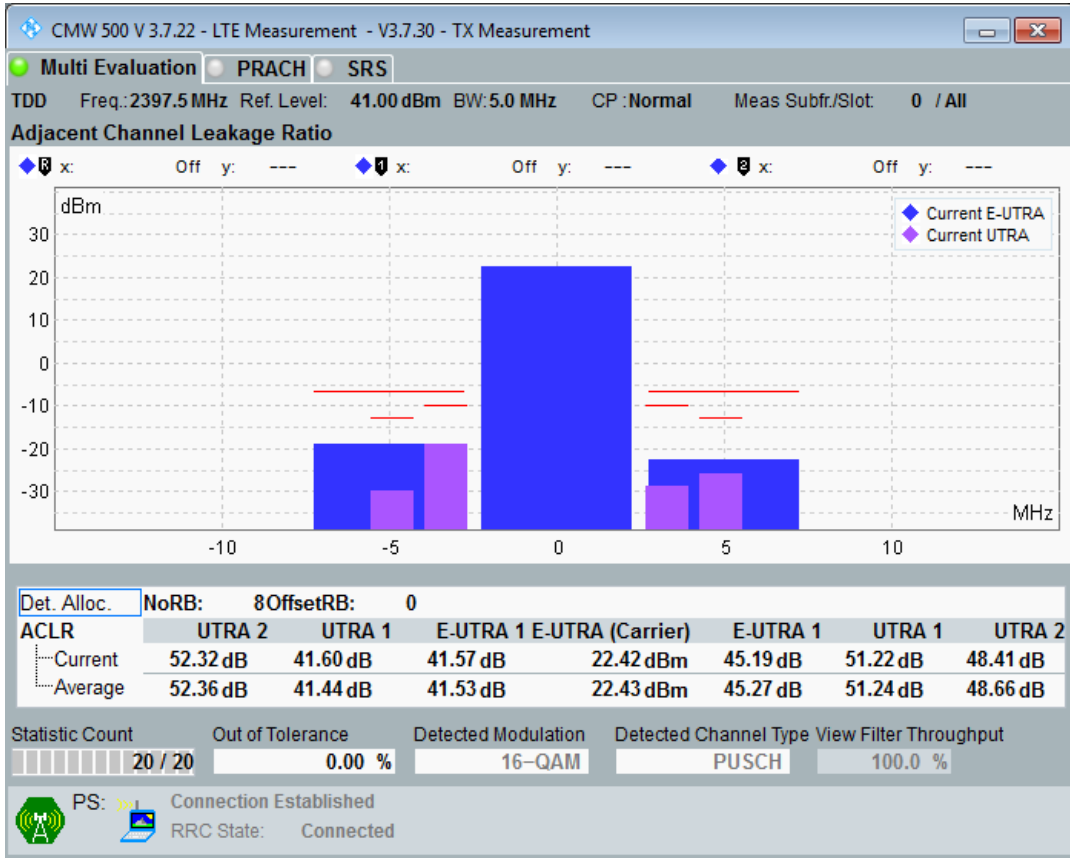 CMW 500 V 3.7.22 - LTE Measurement - V3.7.30 - TX Measurement
Multi Evaluation PRACH SRS
TDD Freq.:2397.5 MHz Ref. Level: 41.00 dBm BW:5.0 MHz CP :Normal Meas Subfr./Slot: 0 / All
Adjacent Channel Leakage Ratio
R x: Off y: --- 1 x: Off y: --- 2 x: Off y: ---
dBm
Current E-UTRA
Current UTRA
30
20
10
0
-10
-20
-30
MHz
-10 -5 0 5 10
Det. Alloc. NoRB: 8 OffsetRB: 0
ACLR UTRA 2 UTRA 1 E-UTRA 1 E-UTRA (Carrier) E-UTRA 1 UTRA 1 UTRA 2
Current 52.32 dB 41.60 dB 41.57 dB 22.42 dBm 45.19 dB 51.22 dB 48.41 dB
Average 52.36 dB 41.44 dB 41.53 dB 22.43 dBm 45.27 dB 51.24 dB 48.66 dB
Statistic Count Out of Tolerance Detected Modulation Detected Channel Type View Filter Throughput
20 / 20 0.00 % 16-QAM PUSCH 100.0 %
PS: Connection Established
RRC State: Connected